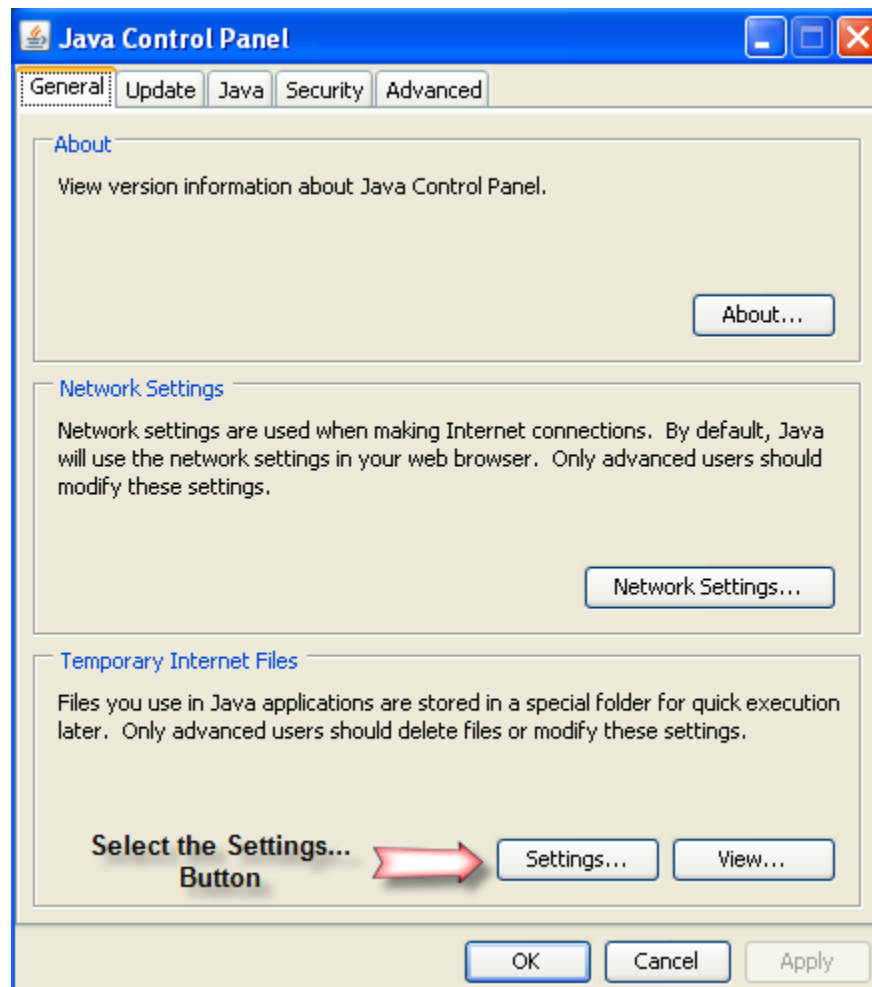 Java Control Panel
General Update Java Security Advanced
About
View version information about Java Control Panel.
About...
Network Settings
Network settings are used when making Internet connections. By default, Java
will use the network settings in your web browser. Only advanced users should
modify these settings.
Network Settings...
Temporary Internet Files
Files you use in Java applications are stored in a special folder for quick execution
later. Only advanced users should delete files or modify these settings.
Select the Settings...
Button
Settings... View...
OK Cancel Apply